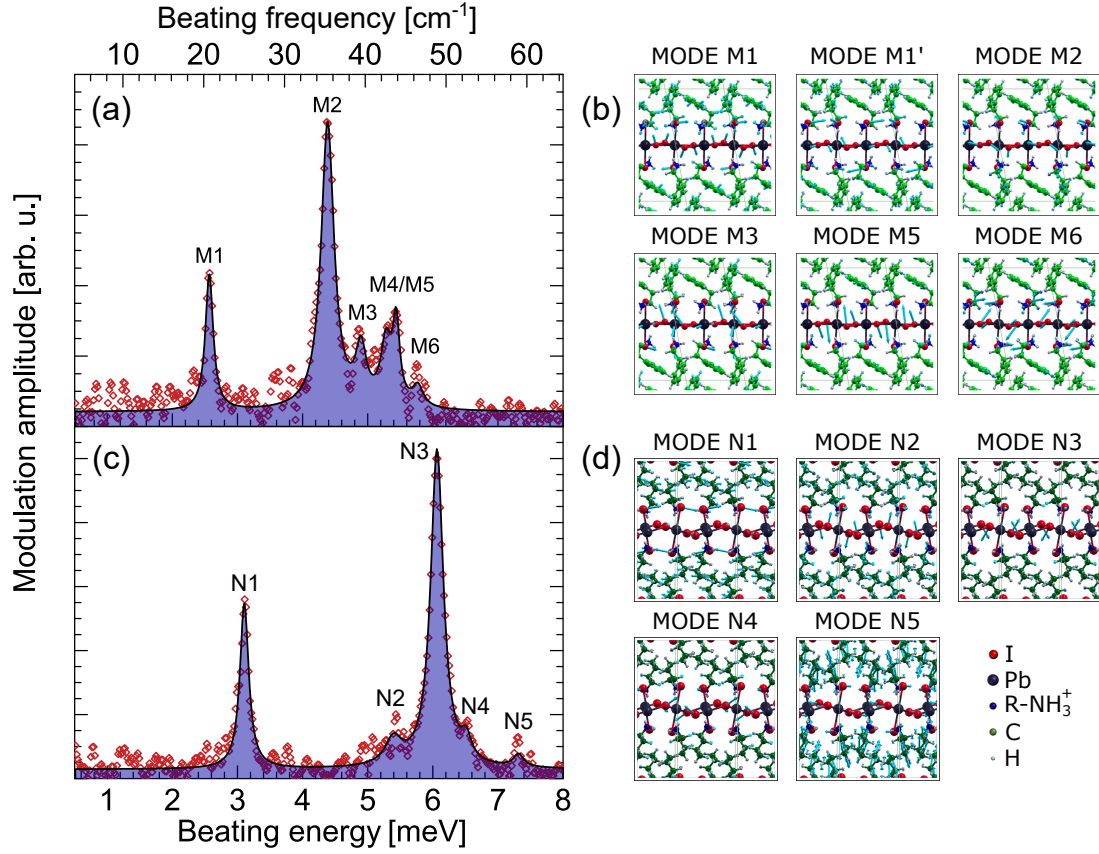 Beating frequency [cm⁻¹]
10 20 30 40 50 60
(a)
M1
M2
M3
M4/M5
M6
(b)
MODE M1 MODE M1' MODE M2
MODE M3 MODE M5 MODE M6
Modulation amplitude [arb. u.]
(c)
N1
N2
N3
N4
N5
(d)
MODE N1 MODE N2 MODE N3
MODE N4 MODE N5
I
Pb
R-NH₃⁺
C
H
1 2 3 4 5 6 7 8
Beating energy [meV]